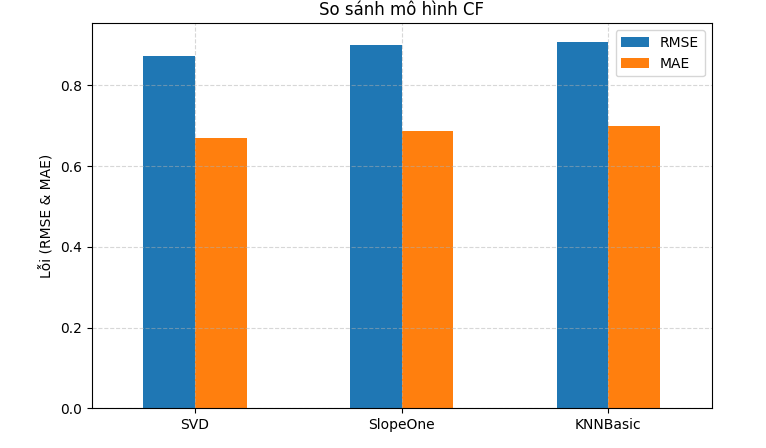 So sánh mô hình CF
RMSE
MAE
Lỗi (RMSE & MAE)
0.8
0.6
0.4
0.2
0.0
SVD SlopeOne KNNBasic